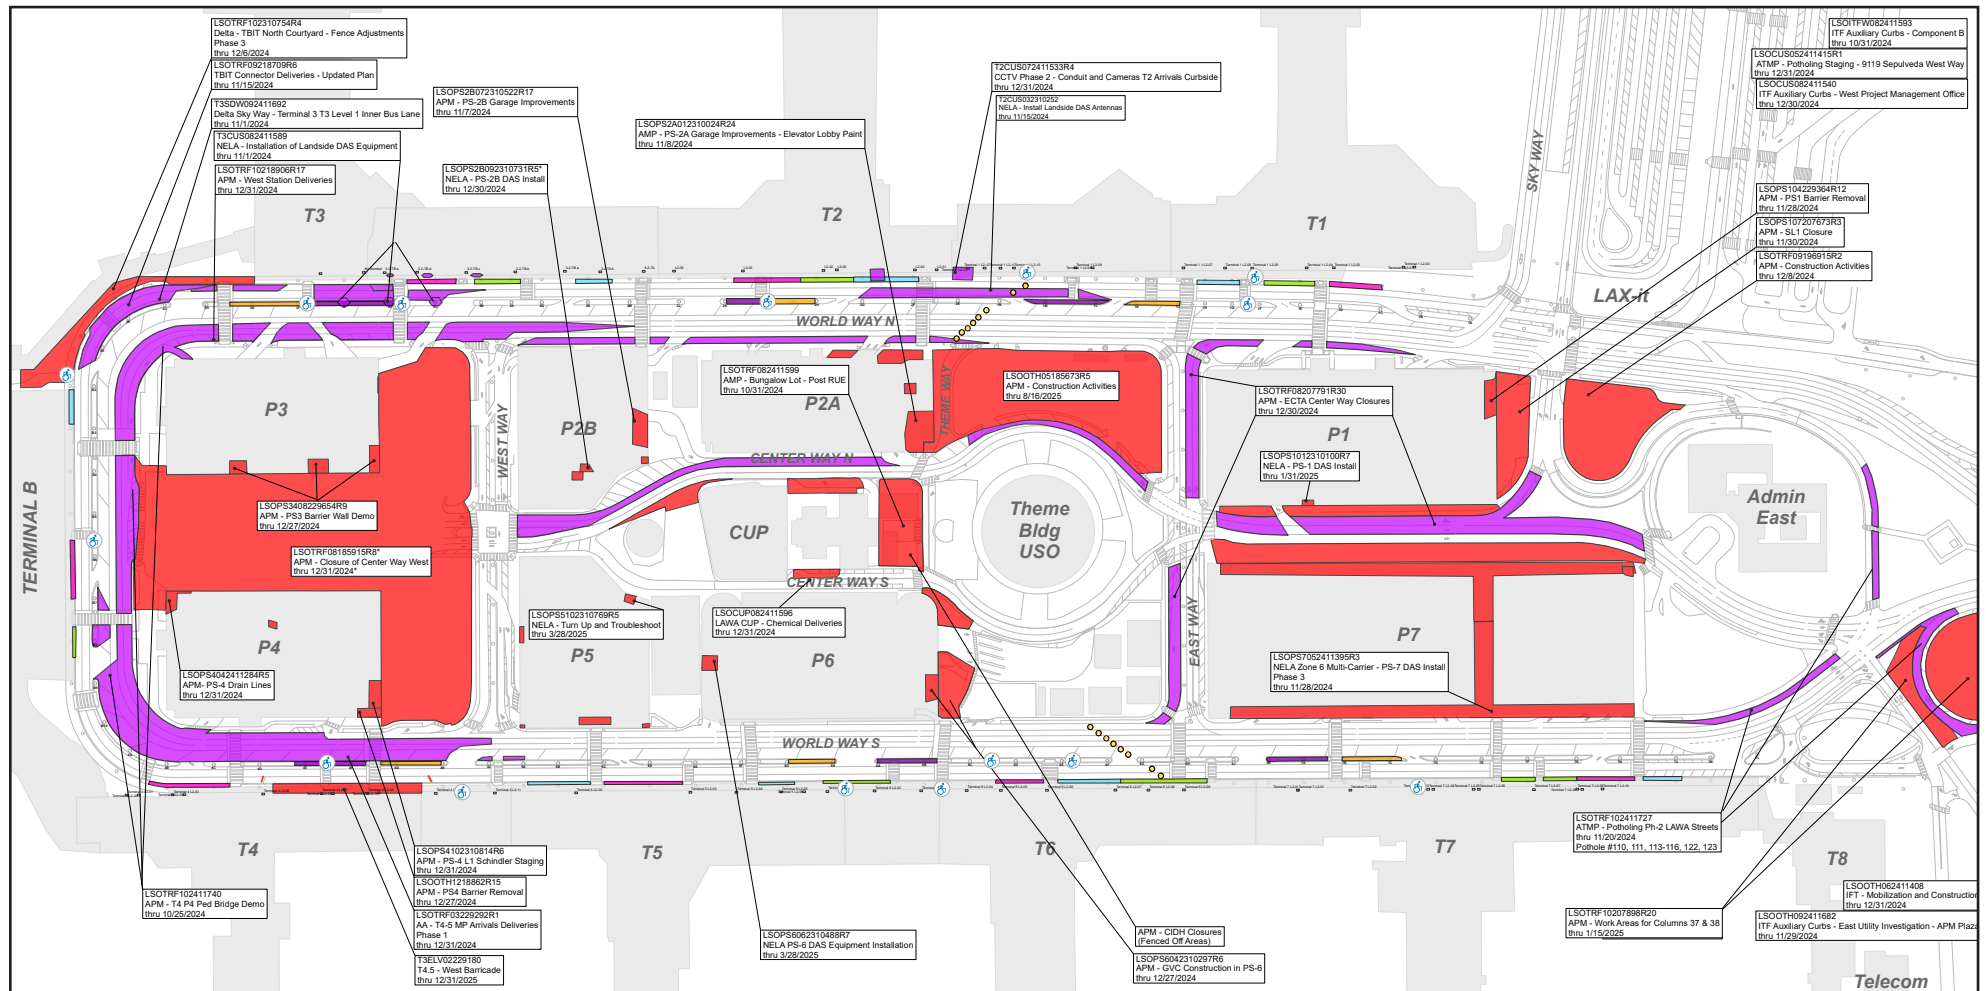 LSOTRF102310754R4
Delta - TBIT North Courtyard - Fence Adjustments
Phase 3
thru 12/6/2024
LSOTRF09218709R6
TBIT Connector Deliveries - Updated Plan
thru 11/15/2024
T3SDW092411692
Delta Sky Way - Terminal 3 T3 Level 1 Inner Bus Lane
thru 11/1/2024
T3CUS082411589
NELA - Installation of Landside DAS Equipment
thru 11/1/2024
LSOTRF10218906R17
APM - West Station Deliveries
thru 12/31/2024
LSOPS2B072310522R17
APM - PS-2B Garage Improvements
thru 11/7/2024
LSOPS2B092310731R5*
NELA - PS-2B DAS Install
thru 12/30/2024
LSOPS2A012310024R24
AMP - PS-2A Garage Improvements - Elevator Lobby Paint
thru 11/8/2024
T2CUS072411533R4
CCTV Phase 2 - Conduit and Cameras T2 Arrivals Curbside
thru 12/31/2024
T2CUS032310252
NELA - Install Landside DAS Antennas
thru 11/15/2024
LSOITFW082411593
ITF Auxiliary Curbs - Component B
thru 10/31/2024
LSOCUS052411415R1
ATMP - Potholing Staging - 9119 Sepulveda West Way
thru 12/31/2024
LSOCUS082411540
ITF Auxiliary Curbs - West Project Management Office
thru 12/30/2024
LSOPS104229364R12
APM - PS1 Barrier Removal
thru 11/28/2024
LSOPS107207673R3
APM - SL1 Closure
thru 11/30/2024
LSOTRF09196915R2
APM - Construction Activities
thru 12/8/2024
SKY WAY
T3
T2
T1
LAX-it
WORLD WAY N
LSOTRF082411599
AMP - Bungalow Lot - Post RUE
thru 10/31/2024
THEME WAY
LSOOTH05185673R5
APM - Construction Activities
thru 8/16/2025
LSOTRF08207791R30
APM - ECTA Center Way Closures
thru 12/30/2024
P3
P2B
P2A
P1
WEST WAY
CENTER WAY N
LSOPS1012310100R7
NELA - PS-1 DAS Install
thru 1/31/2025
TERMINAL B
LSOPS3408229654R9
APM - PS3 Barrier Wall Demo
thru 12/27/2024
CUP
Theme
Bldg
USO
Admin
East
LSOTRF08185915R8*
APM - Closure of Center Way West
thru 12/31/2024*
CENTER WAY S
LSOPS5102310769R5
NELA - Turn Up and Troubleshoot
thru 3/28/2025
LSOCUP082411596
LAWA CUP - Chemical Deliveries
thru 12/31/2024
EAST WAY
P4
P5
P6
P7
LSOPS4042411284R5
APM- PS-4 Drain Lines
thru 12/31/2024
LSOPS7052411395R3
NELA Zone 6 Multi-Carrier - PS-7 DAS Install
Phase 3
thru 11/28/2024
WORLD WAY S
T4
T5
T6
T7
T8
LSOTRF102411727
ATMP - Potholing Ph-2 LAWA Streets
thru 11/20/2024
Pothole #110, 111, 113-116, 122, 123
LSOPS4102310814R6
APM - PS-4 L1 Schindler Staging
thru 12/31/2024
LSOOTH1218862R15
APM - PS4 Barrier Removal
thru 12/27/2024
LSOTRF03229292R1
AA - T4-5 MP Arrivals Deliveries
Phase 1
thru 12/31/2024
T3ELV02229180
T4.5 - West Barricade
thru 12/31/2025
LSOTRF102411740
APM - T4 P4 Ped Bridge Demo
thru 10/25/2024
LSOPS6062310488R7
NELA PS-6 DAS Equipment Installation
thru 3/28/2025
APM - CIDH Closures
(Fenced Off Areas)
LSOPS6042310297R6
APM - GVC Construction in PS-6
thru 12/27/2024
LSOTRF10207898R20
APM - Work Areas for Columns 37 & 38
thru 1/15/2025
LSOOTH062411408
IFT - Mobilization and Construction
thru 12/31/2024
LSOOTH092411682
ITF Auxiliary Curbs - East Utility Investigation - APM Plaza
thru 11/29/2024
Telecom